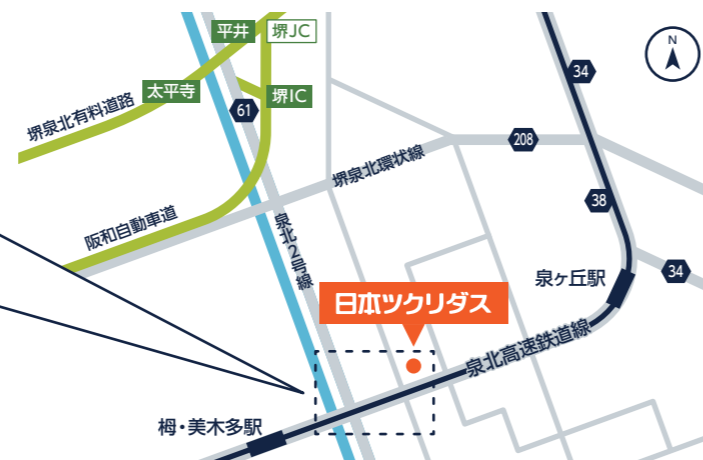 平井
堺JC
N
34
太平寺
堺IC
61
堺泉北有料道路
208
堺泉北環状線
38
阪和自動車道
泉北2号線
泉ヶ丘駅
34
日本ツクリダス
泉北高速鉄道線
栂・美木多駅